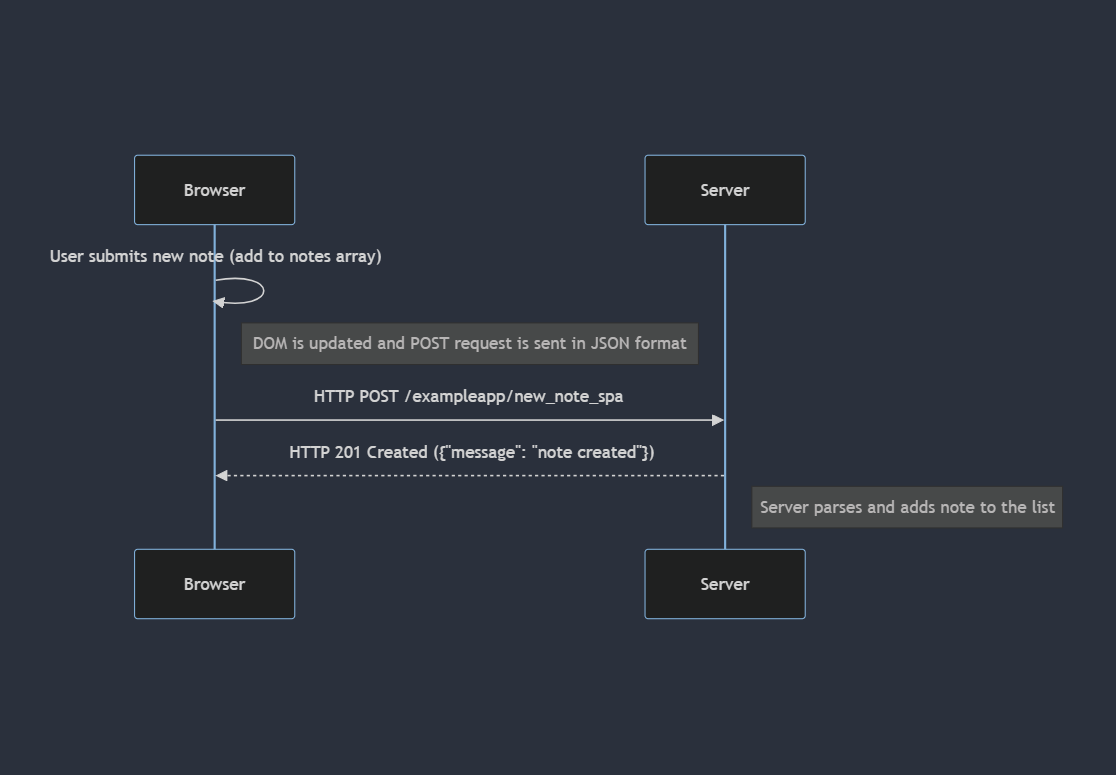 Browser
Server
User submits new note (add to notes array)
DOM is updated and POST request is sent in JSON format
HTTP POST /exampleapp/new_note_spa
HTTP 201 Created ({"message": "note created"})
Server parses and adds note to the list
Browser
Server